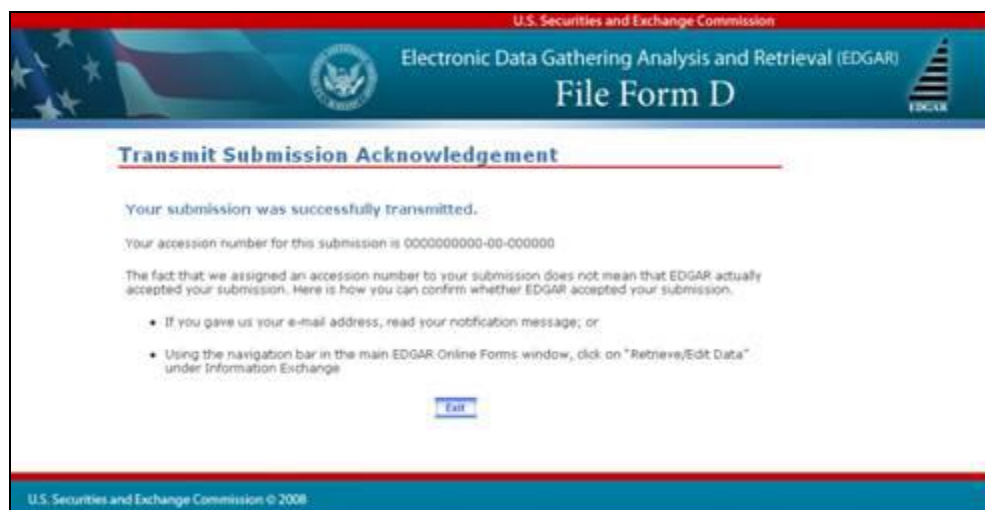 U.S. Securities and Exchange Commission
Electronic Data Gathering Analysis and Retrieval (EDGAR)
File Form D
EDGAR
Transmit Submission Acknowledgement
Your submission was successfully transmitted.
Your accession number for this submission is 0000000000-00-000000
The fact that we assigned an accession number to your submission does not mean that EDGAR actually
accepted your submission. Here is how you can confirm whether EDGAR accepted your submission.
• If you gave us your e-mail address, read your notification message; or
• Using the navigation bar in the main EDGAR Online Forms window, click on "Retrieve/Edit Data"
under Information Exchange
Exit
U.S. Securities and Exchange Commission © 2008